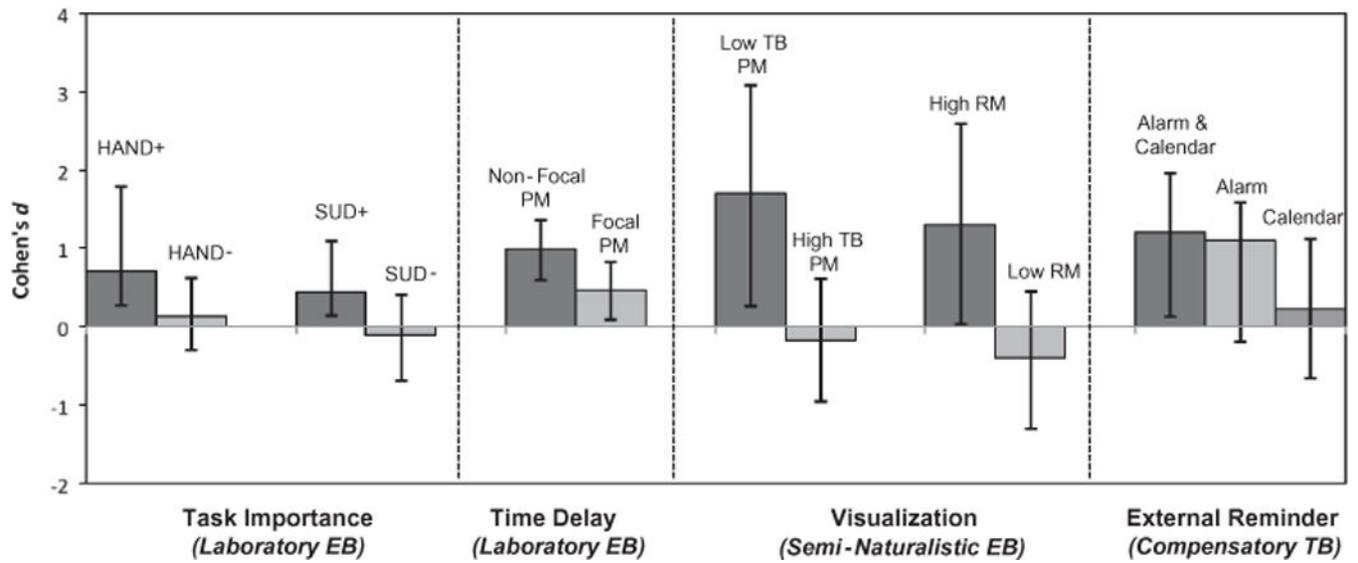 4
3
2
1
0
-1
-2
Cohen's d
HAND+
HAND-
SUD+
SUD-
Non-Focal
PM
Focal
PM
Low TB
PM
High TB
PM
High RM
Low RM
Alarm &
Calendar
Alarm
Calendar
Task Importance
(Laboratory EB)
Time Delay
(Laboratory EB)
Visualization
(Semi-Naturalistic EB)
External Reminder
(Compensatory TB)